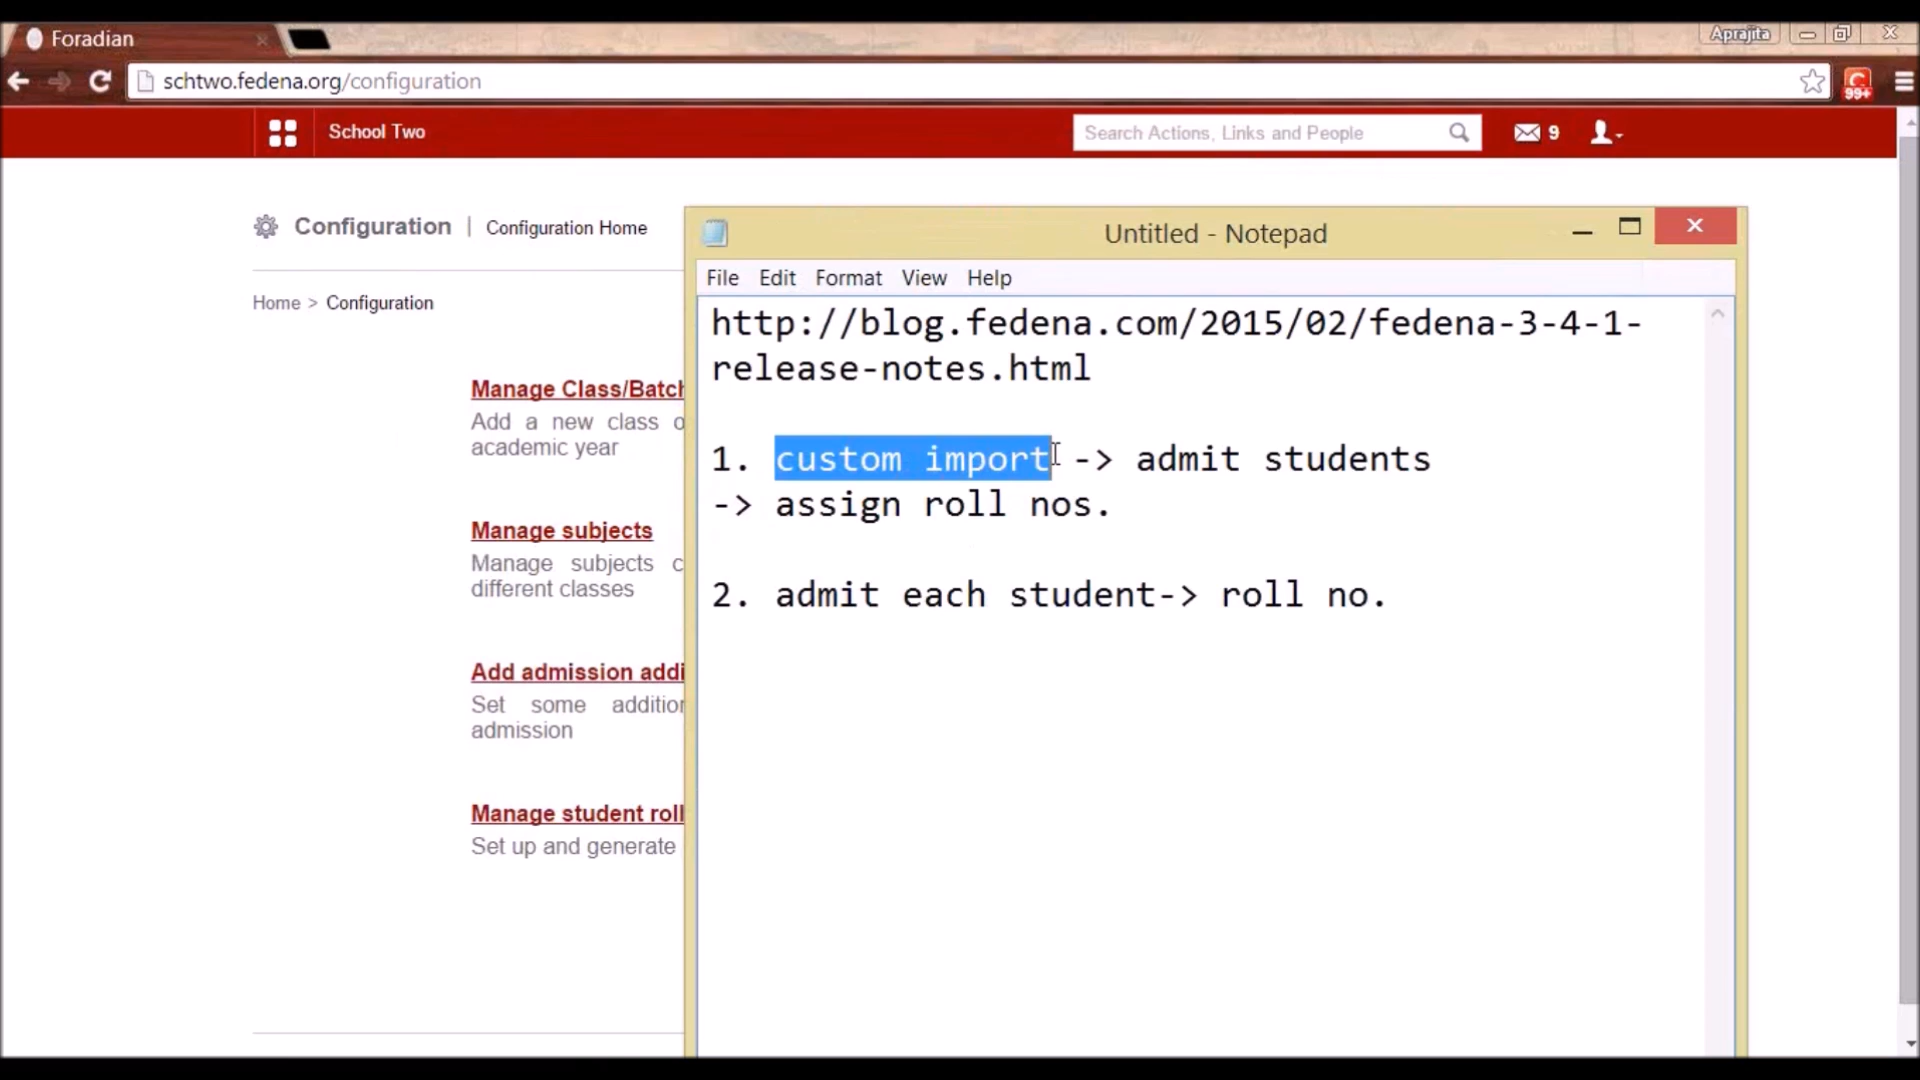 Foradian
Aprajita
schtwo.fedena.org/configuration
99+
School Two
Search Actions, Links and People
9
Configuration | Configuration Home
Home > Configuration
Manage Class/Batch
Add a new class o
academic year
Manage subjects
Manage subjects c
different classes
Add admission addi
Set some addition
admission
Manage student roll
Set up and generate
Untitled - Notepad
File Edit Format View Help
http://blog.fedena.com/2015/02/fedena-3-4-1-
release-notes.html
1. custom import -> admit students
-> assign roll nos.
2. admit each student-> roll no.